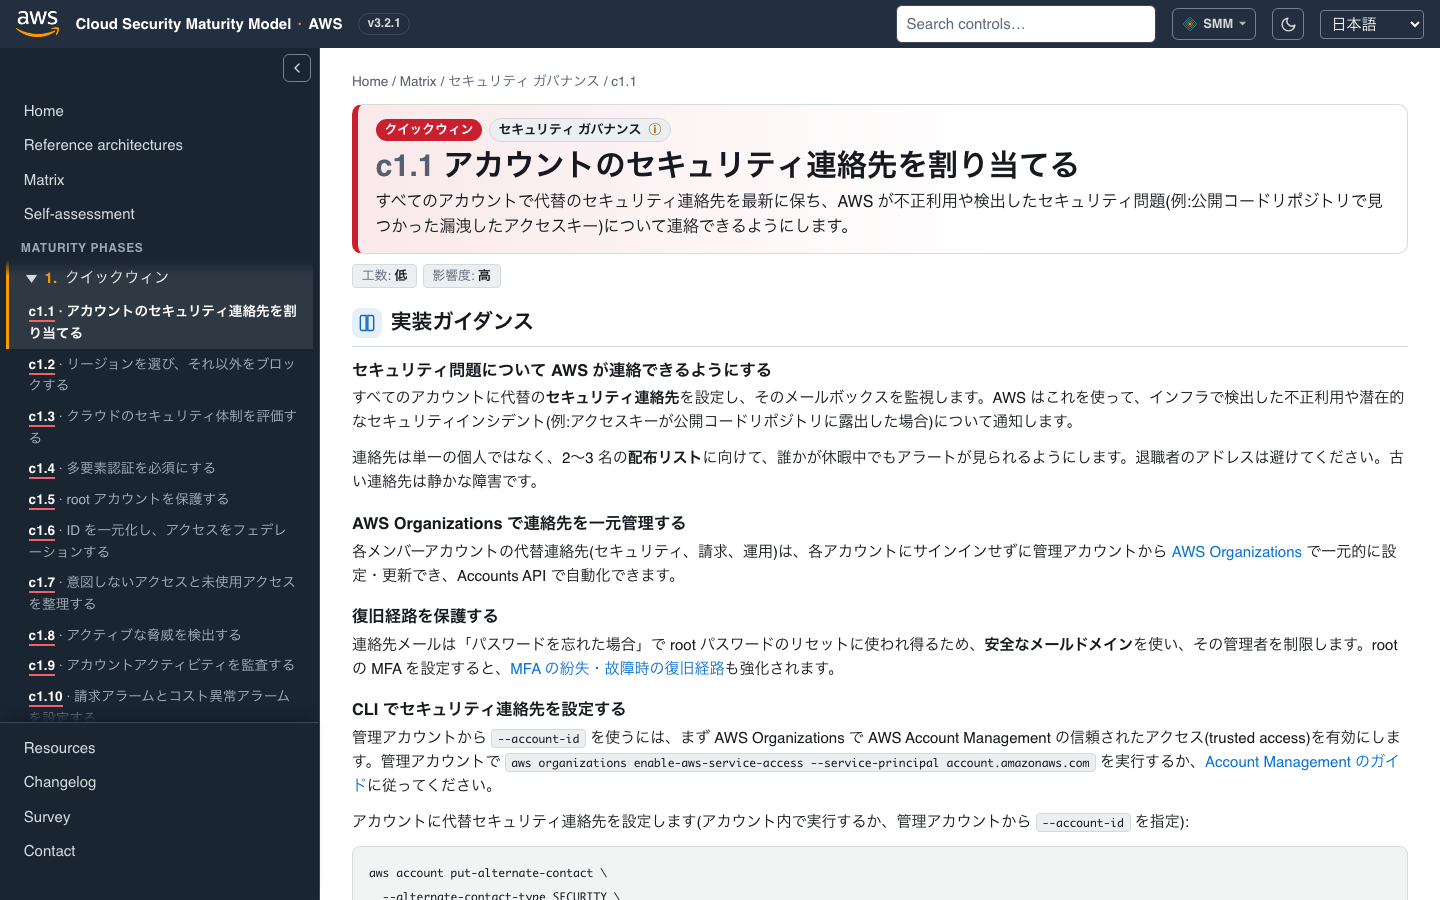 aws
Cloud Security Maturity Model · AWS
v3.2.1
Search controls…
SMM
日本語
Home
Reference architectures
Matrix
Self-assessment
MATURITY PHASES
1. クイックウィン
c1.1 · アカウントのセキュリティ連絡先を割
り当てる
c1.2 · リージョンを選び、それ以外をブロッ
クする
c1.3 · クラウドのセキュリティ体制を評価す
る
c1.4 · 多要素認証を必須にする
c1.5 · root アカウントを保護する
c1.6 · ID を一元化し、アクセスをフェデレ
ーションする
c1.7 · 意図しないアクセスと未使用アクセス
を整理する
c1.8 · アクティブな脅威を検出する
c1.9 · アカウントアクティビティを監査する
c1.10 · 請求アラームとコスト異常アラーム
を設定する
Resources
Changelog
Survey
Contact
Home / Matrix / セキュリティ ガバナンス / c1.1
クイックウィン
セキュリティ ガバナンス ⓘ
c1.1 アカウントのセキュリティ連絡先を割り当てる
すべてのアカウントで代替のセキュリティ連絡先を最新に保ち、AWS が不正利用や検出したセキュリティ問題(例:公開コードリポジトリで見
つかった漏洩したアクセスキー)について連絡できるようにします。
工数: 低
影響度: 高
実装ガイダンス
セキュリティ問題について AWS が連絡できるようにする
すべてのアカウントに代替のセキュリティ連絡先を設定し、そのメールボックスを監視します。AWS はこれを使って、インフラで検出した不正利用や潜在的
なセキュリティインシデント(例:アクセスキーが公開コードリポジトリに露出した場合)について通知します。
連絡先は単一の個人ではなく、2〜3 名の配布リストに向けて、誰かが休暇中でもアラートが見られるようにします。退職者のアドレスは避けてください。古
い連絡先は静かな障害です。
AWS Organizations で連絡先を一元管理する
各メンバーアカウントの代替連絡先(セキュリティ、請求、運用)は、各アカウントにサインインせずに管理アカウントから AWS Organizations で一元的に設
定・更新でき、Accounts API で自動化できます。
復旧経路を保護する
連絡先メールは「パスワードを忘れた場合」で root パスワードのリセットに使われ得るため、安全なメールドメインを使い、その管理者を制限します。root
の MFA を設定すると、MFA の紛失・故障時の復旧経路も強化されます。
CLI でセキュリティ連絡先を設定する
管理アカウントから --account-id を使うには、まず AWS Organizations で AWS Account Management の信頼されたアクセス(trusted access)を有効にしま
す。管理アカウントで aws organizations enable-aws-service-access --service-principal account.amazonaws.com を実行するか、Account Management のガイ
ドに従ってください。
アカウントに代替セキュリティ連絡先を設定します(アカウント内で実行するか、管理アカウントから --account-id を指定):
aws account put-alternate-contact \
--alternate-contact-type SECURITY \